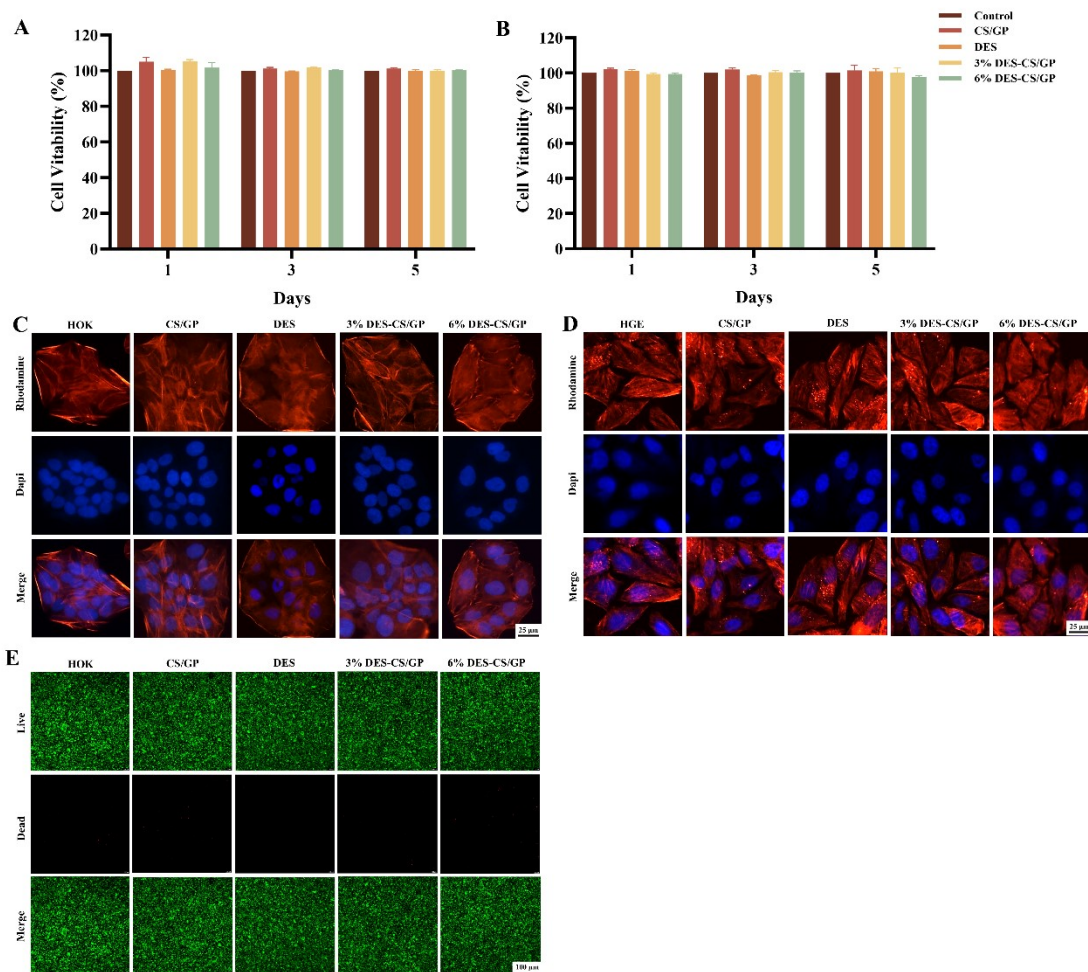 A
Cell Vitability (%)
120
100
80
60
40
20
0
1 3 5
Days
B
Cell Vitability (%)
120
100
80
60
40
20
0
1 3 5
Days
Control
CS/GP
DES
3% DES-CS/GP
6% DES-CS/GP
C
HOK CS/GP DES 3% DES-CS/GP 6% DES-CS/GP
Rhodamine
Dapi
Merge
25 μm
D
HGE CS/GP DES 3% DES-CS/GP 6% DES-CS/GP
Rhodamine
Dapi
Merge
25 μm
E
HOK CS/GP DES 3% DES-CS/GP 6% DES-CS/GP
Live
Dead
Merge
100 μm